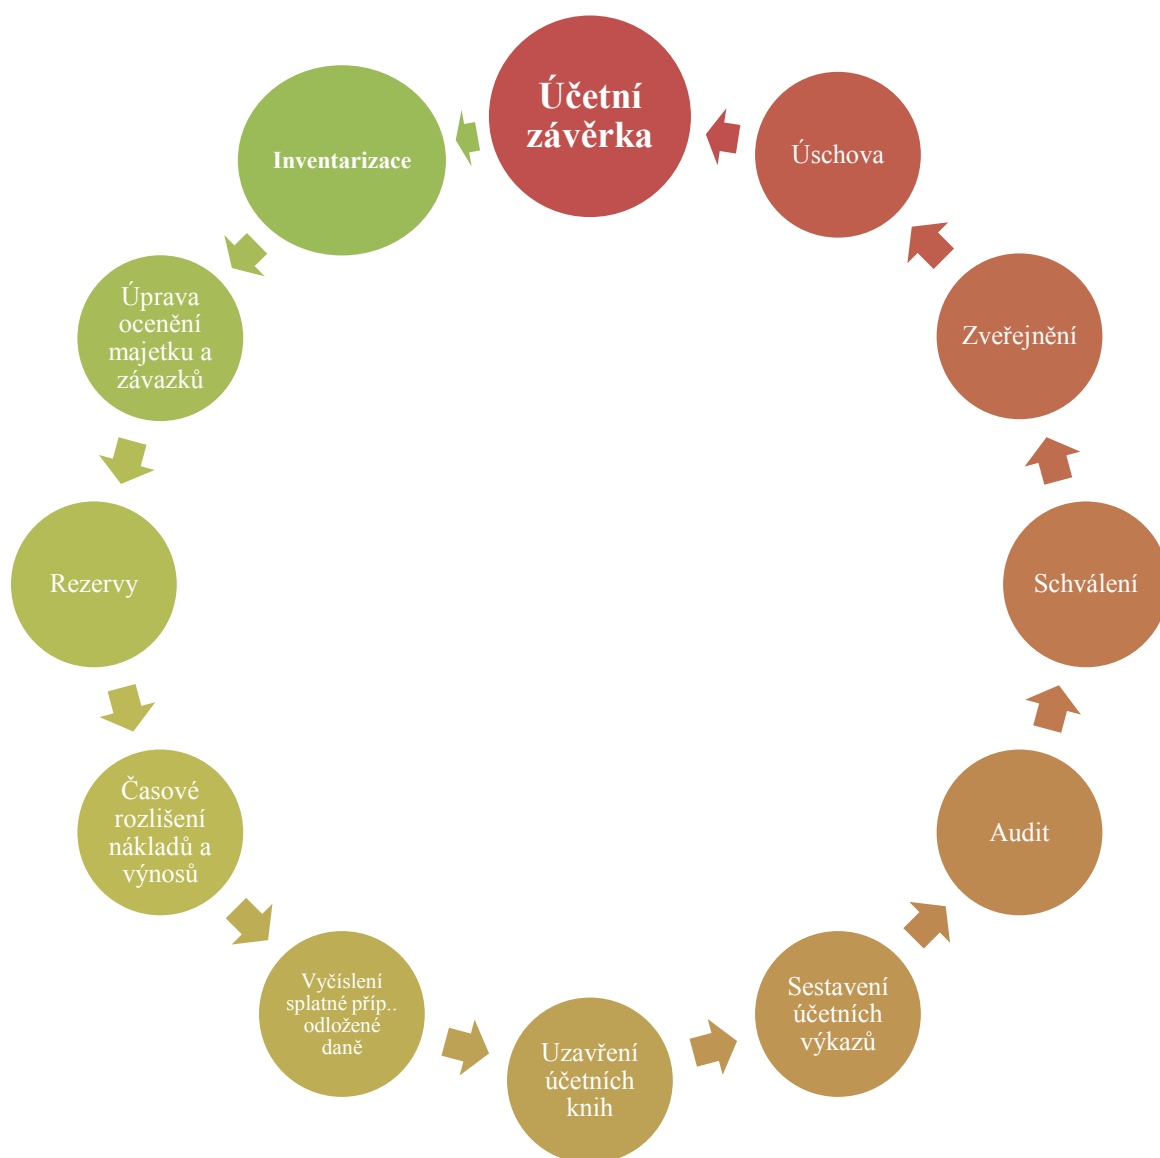 Účetní
závěrka
Inventarizace
Úprava
ocenění
majetku a
závazků
Rezervy
Časové
rozlišení
nákladů a
výnosů
Vyčíslení
splatné příp..
odložené
daně
Uzavření
účetních
knih
Sestavení
účetních
výkazů
Audit
Schválení
Zveřejnění
Úschova